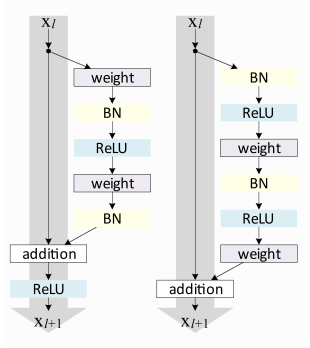 x_l
weight
BN
ReLU
weight
BN
addition
ReLU
x_{l+1}
x_l
BN
ReLU
weight
BN
ReLU
weight
addition
x_{l+1}